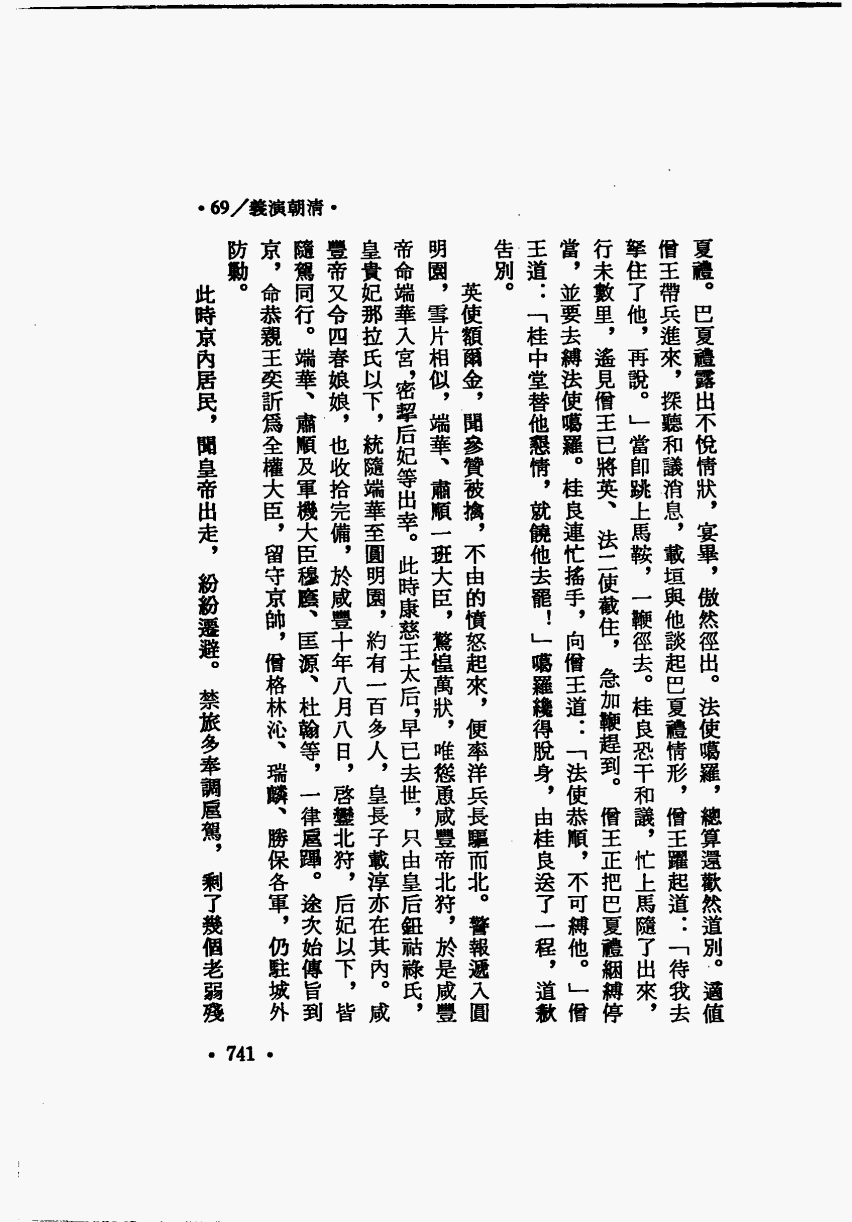 •69／義演朝清•
夏禮。巴夏禮露出不悅情狀，宴畢，傲然徑出。法使噶羅，總算還歡然道別。適值
僧王帶兵進來，探聽和議消息，載垣與他談起巴夏禮情形，僧王躍起道：「待我去
拏住了他，再說。」當卽跳上馬鞍，一鞭徑去。桂良恐干和議，忙上馬隨了出來，
行未數里，遙見僧王已將英、法二使截住，急加鞭趕到。僧王正把巴夏禮綑縛停
當，並要去縛法使噶羅。桂良連忙搖手，向僧王道：「法使恭順，不可縛他。」僧
王道：「桂中堂替他懇情，就饒他去罷！」噶羅纔得脫身，由桂良送了一程，道歉
告別。
英使額爾金，聞參贊被擒，不由的憤怒起來，便率洋兵長驅而北。警報遞入圓
明園，雪片相似，端華、肅順一班大臣，驚惶萬狀，唯慫恿咸豐帝北狩，於是咸豐
帝命端華入宮，密挈后妃等出幸。此時康慈王太后，早已去世，只由皇后鈕祜祿氏，
皇貴妃那拉氏以下，統隨端華至圓明園，約有一百多人，皇長子載淳亦在其內。咸
豐帝又令四春娘娘，也收拾完備，於咸豐十年八月八日，啓鑾北狩，后妃以下，皆
隨駕同行。端華、肅順及軍機大臣穆廕、匡源、杜翰等，一律扈蹕。途次始傳旨到
京，命恭親王奕訢爲全權大臣，留守京師，僧格林沁、瑞麟、勝保各軍，仍駐城外
防勦。
此時京內居民，聞皇帝出走，紛紛遷避。禁旅多奉調扈駕，剩了幾個老弱殘
• 741 •